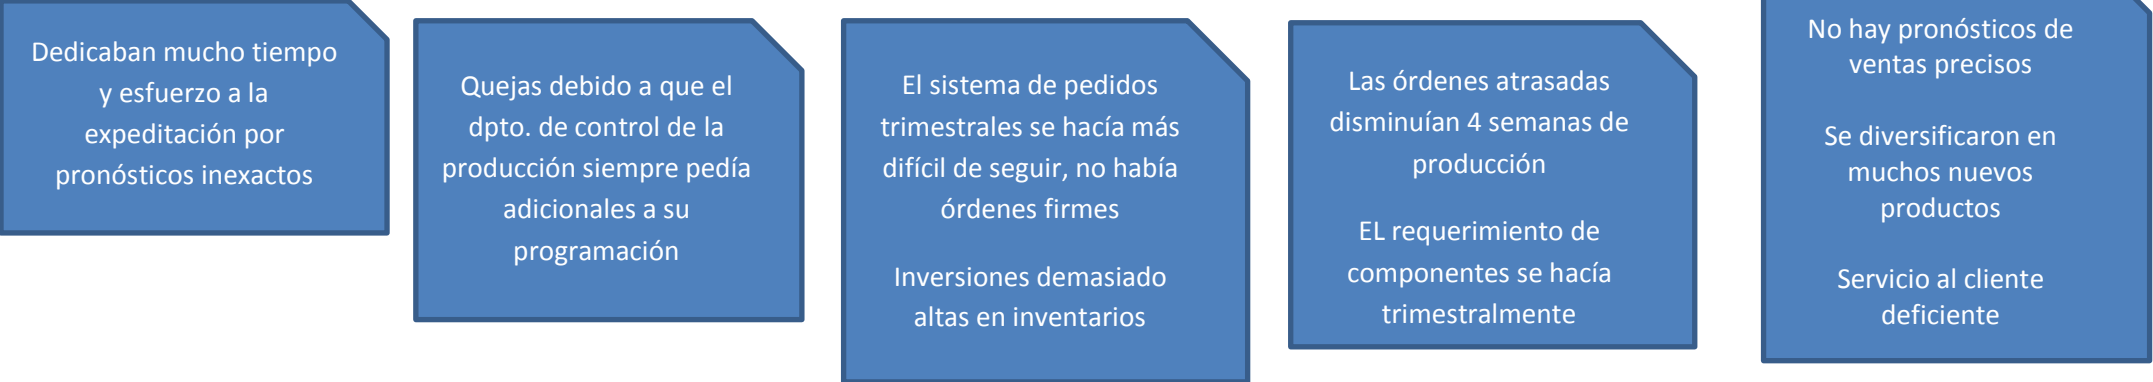 Dedicaban mucho tiempo
y esfuerzo a la
expeditación por
pronósticos inexactos
Quejas debido a que el
dpto. de control de la
producción siempre pedía
adicionales a su
programación
El sistema de pedidos
trimestrales se hacía más
difícil de seguir, no había
órdenes firmes
Inversiones demasiado
altas en inventarios
Las órdenes atrasadas
disminuían 4 semanas de
producción
EL requerimiento de
componentes se hacía
trimestralmente
No hay pronósticos de
ventas precisos
Se diversificaron en
muchos nuevos
productos
Servicio al cliente
deficiente